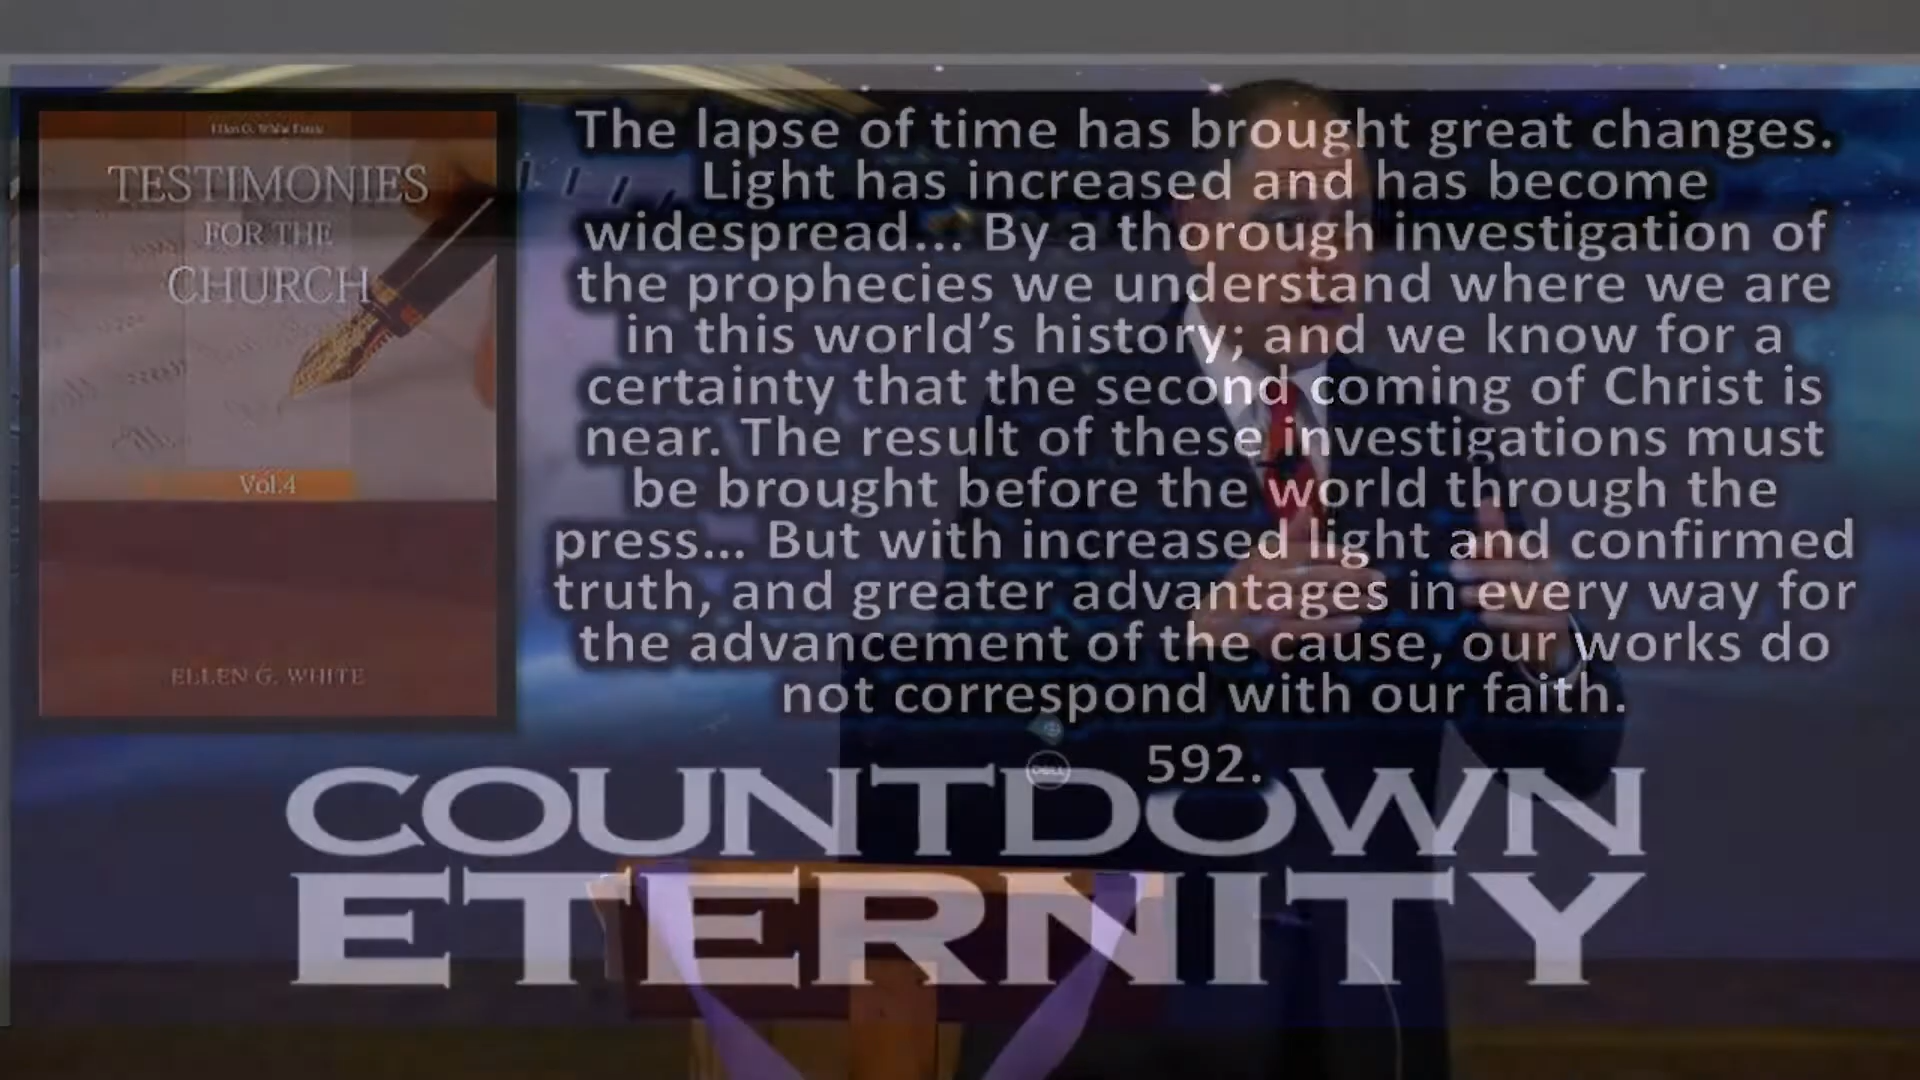 Ellen G. White Estate
TESTIMONIES
FOR THE
CHURCH
Vol.4
ELLEN G. WHITE
The lapse of time has brought great changes.
Light has increased and has become
widespread... By a thorough investigation of
the prophecies we understand where we are
in this world’s history; and we know for a
certainty that the second coming of Christ is
near. The result of these investigations must
be brought before the world through the
press... But with increased light and confirmed
truth, and greater advantages in every way for
the advancement of the cause, our works do
not correspond with our faith.
592.
DELL
COUNTDOWN
ETERNITY